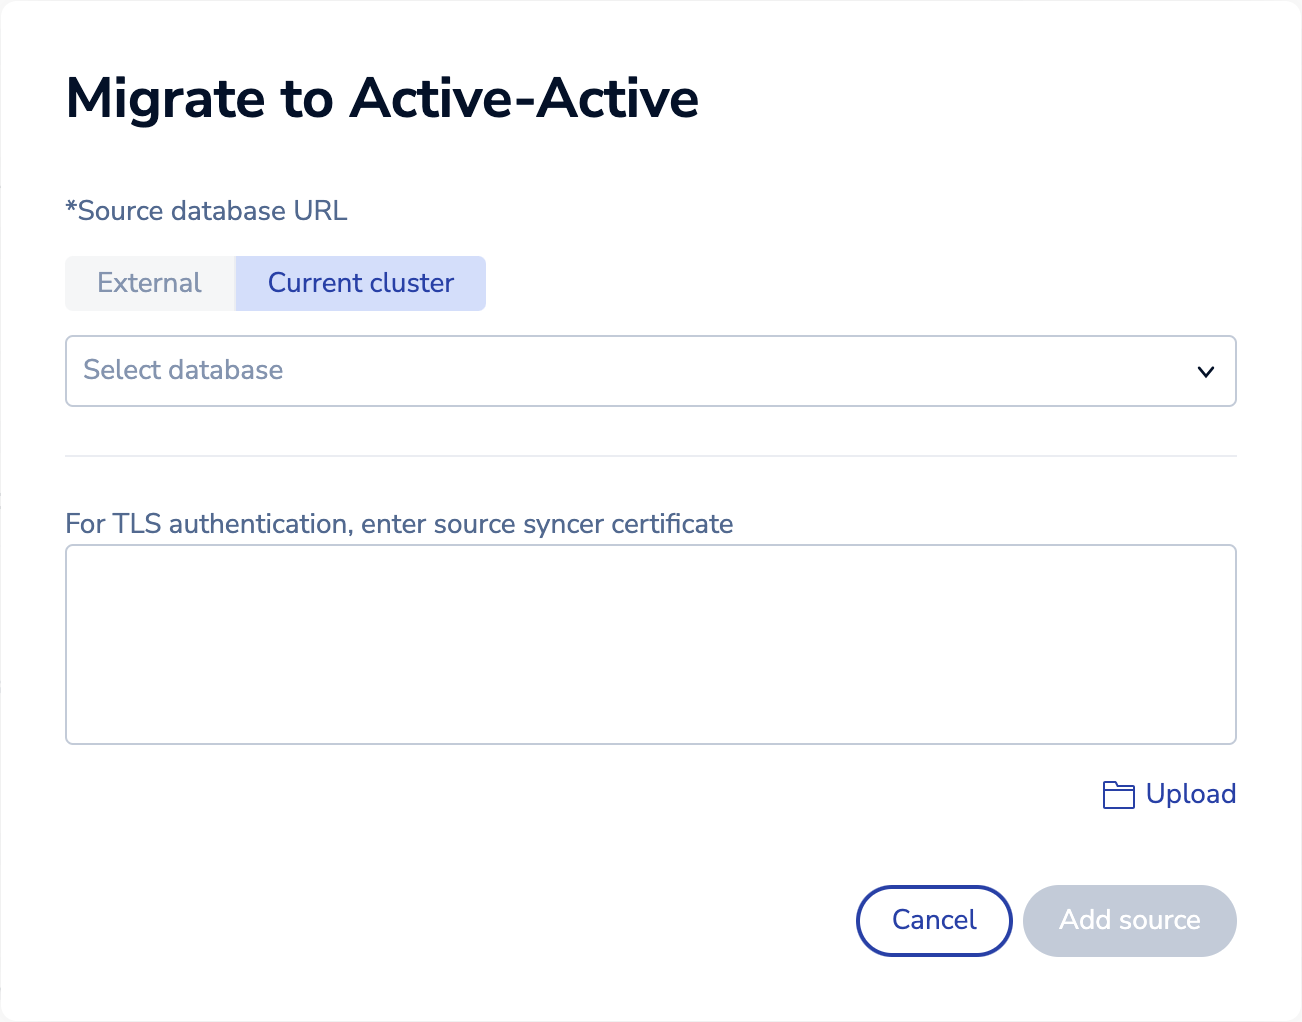 Migrate to Active-Active
*Source database URL
External
Current cluster
Select database
For TLS authentication, enter source syncer certificate
Upload
Cancel
Add source